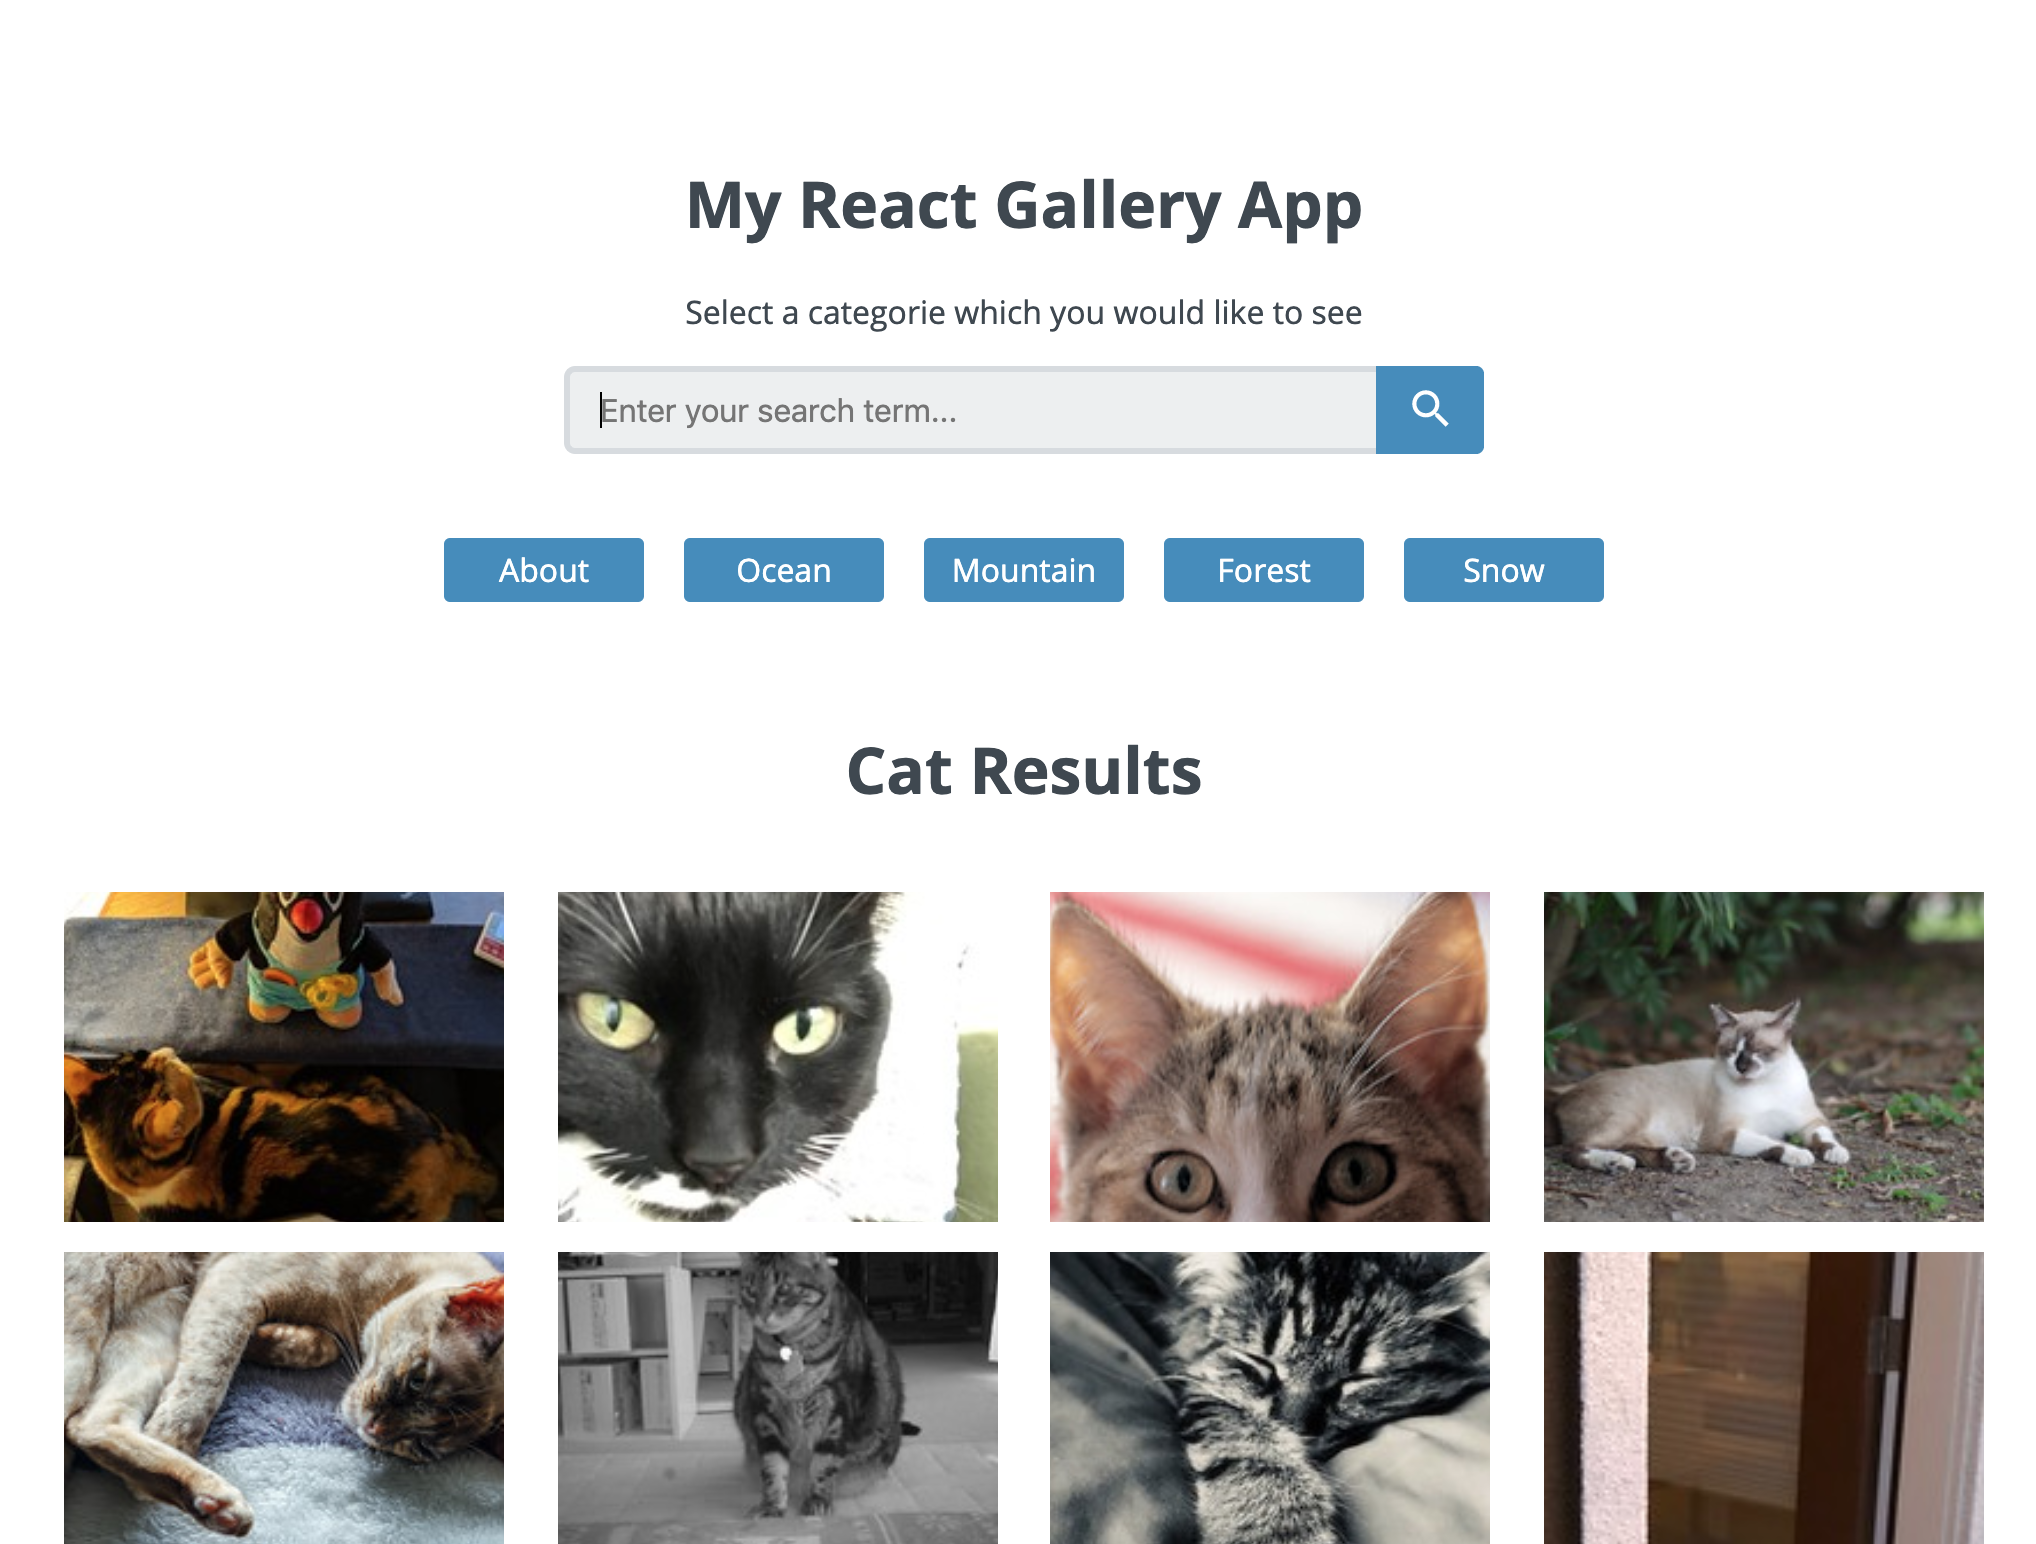 My React Gallery App
Select a categorie which you would like to see
Enter your search term...
About
Ocean
Mountain
Forest
Snow
Cat Results